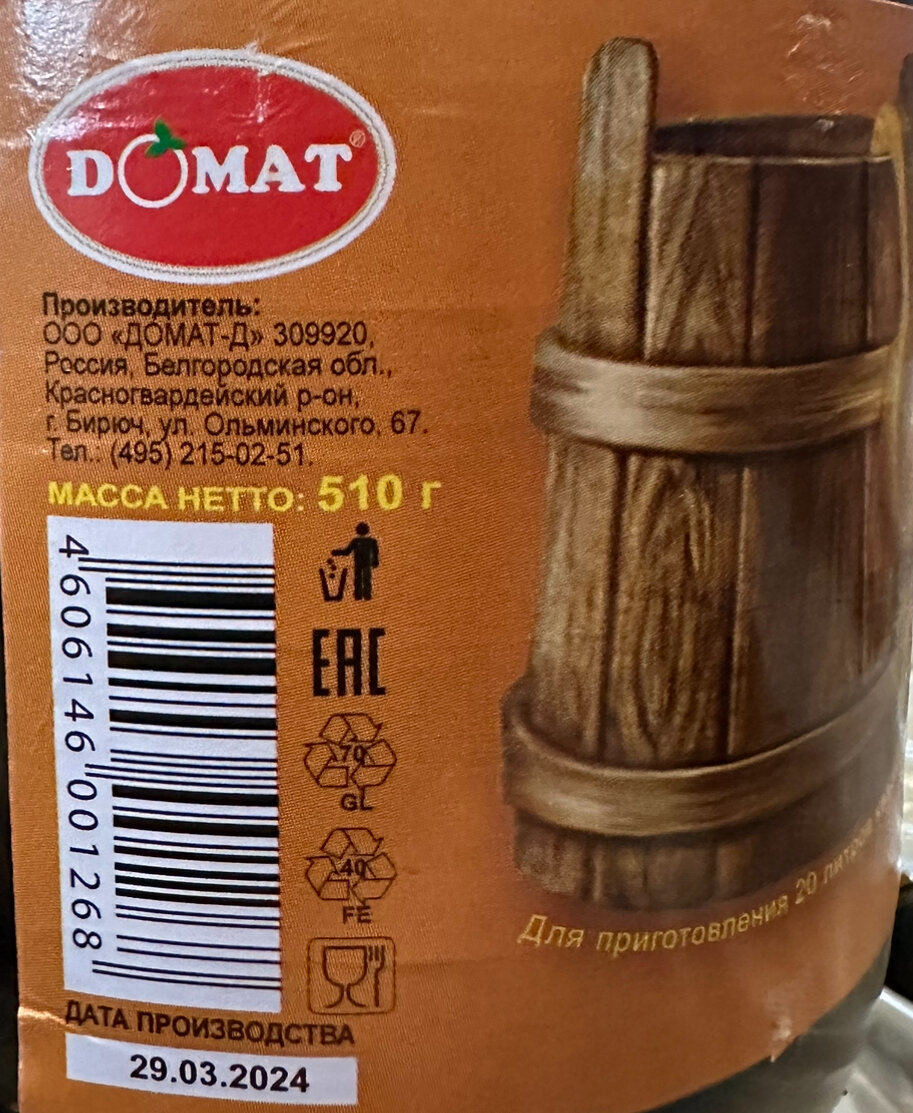 DOMAT®
Производитель:
ООО «ДОМАТ-Д» 309920,
Россия, Белгородская обл.,
Красногвардейский р-он,
г. Бирюч, ул. Ольминского, 67.
Тел.: (495) 215-02-51.
МАССА НЕТТО: 510 г
4 606146 001268
EAC
70
GL
40
FE
ДАТА ПРОИЗВОДСТВА
29.03.2024
Для приготовления 20 литров